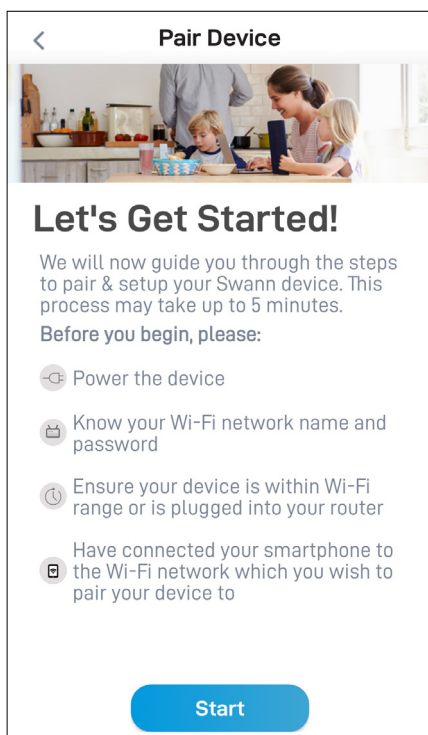 Pair Device
Let's Get Started!
We will now guide you through the steps
to pair & setup your Swann device. This
process may take up to 5 minutes.
Before you begin, please:
Power the device
Know your Wi-Fi network name and
password
Ensure your device is within Wi-Fi
range or is plugged into your router
Have connected your smartphone to
the Wi-Fi network which you wish to
pair your device to
Start